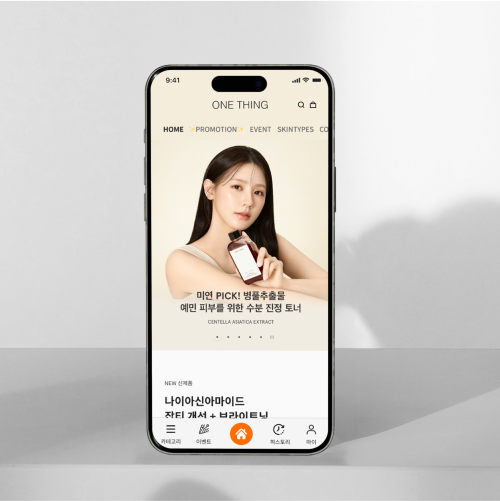 9:41
ONE THING
HOME >PROMOTION< EVENT SKINTYPES CO
미연 PICK! 병풀추출물
예민 피부를 위한 수분 진정 토너
CENTELLA ASIATICA EXTRACT
NEW 신제품
나이아신아마이드
잡티 개선 + 브라이트닝
카테고리 이벤트 히스토리 마이